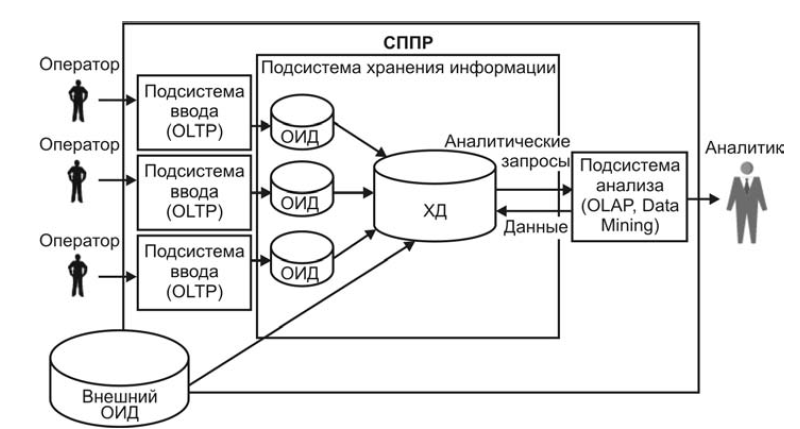 СППР
Подсистема хранения информации
Оператор
Подсистема
ввода
(OLTP)
ОИД
Оператор
Подсистема
ввода
(OLTP)
ОИД
Оператор
Подсистема
ввода
(OLTP)
ОИД
ХД
Аналитические
запросы
Данные
Подсистема
анализа
(OLAP, Data
Mining)
Аналитик
Внешний
ОИД